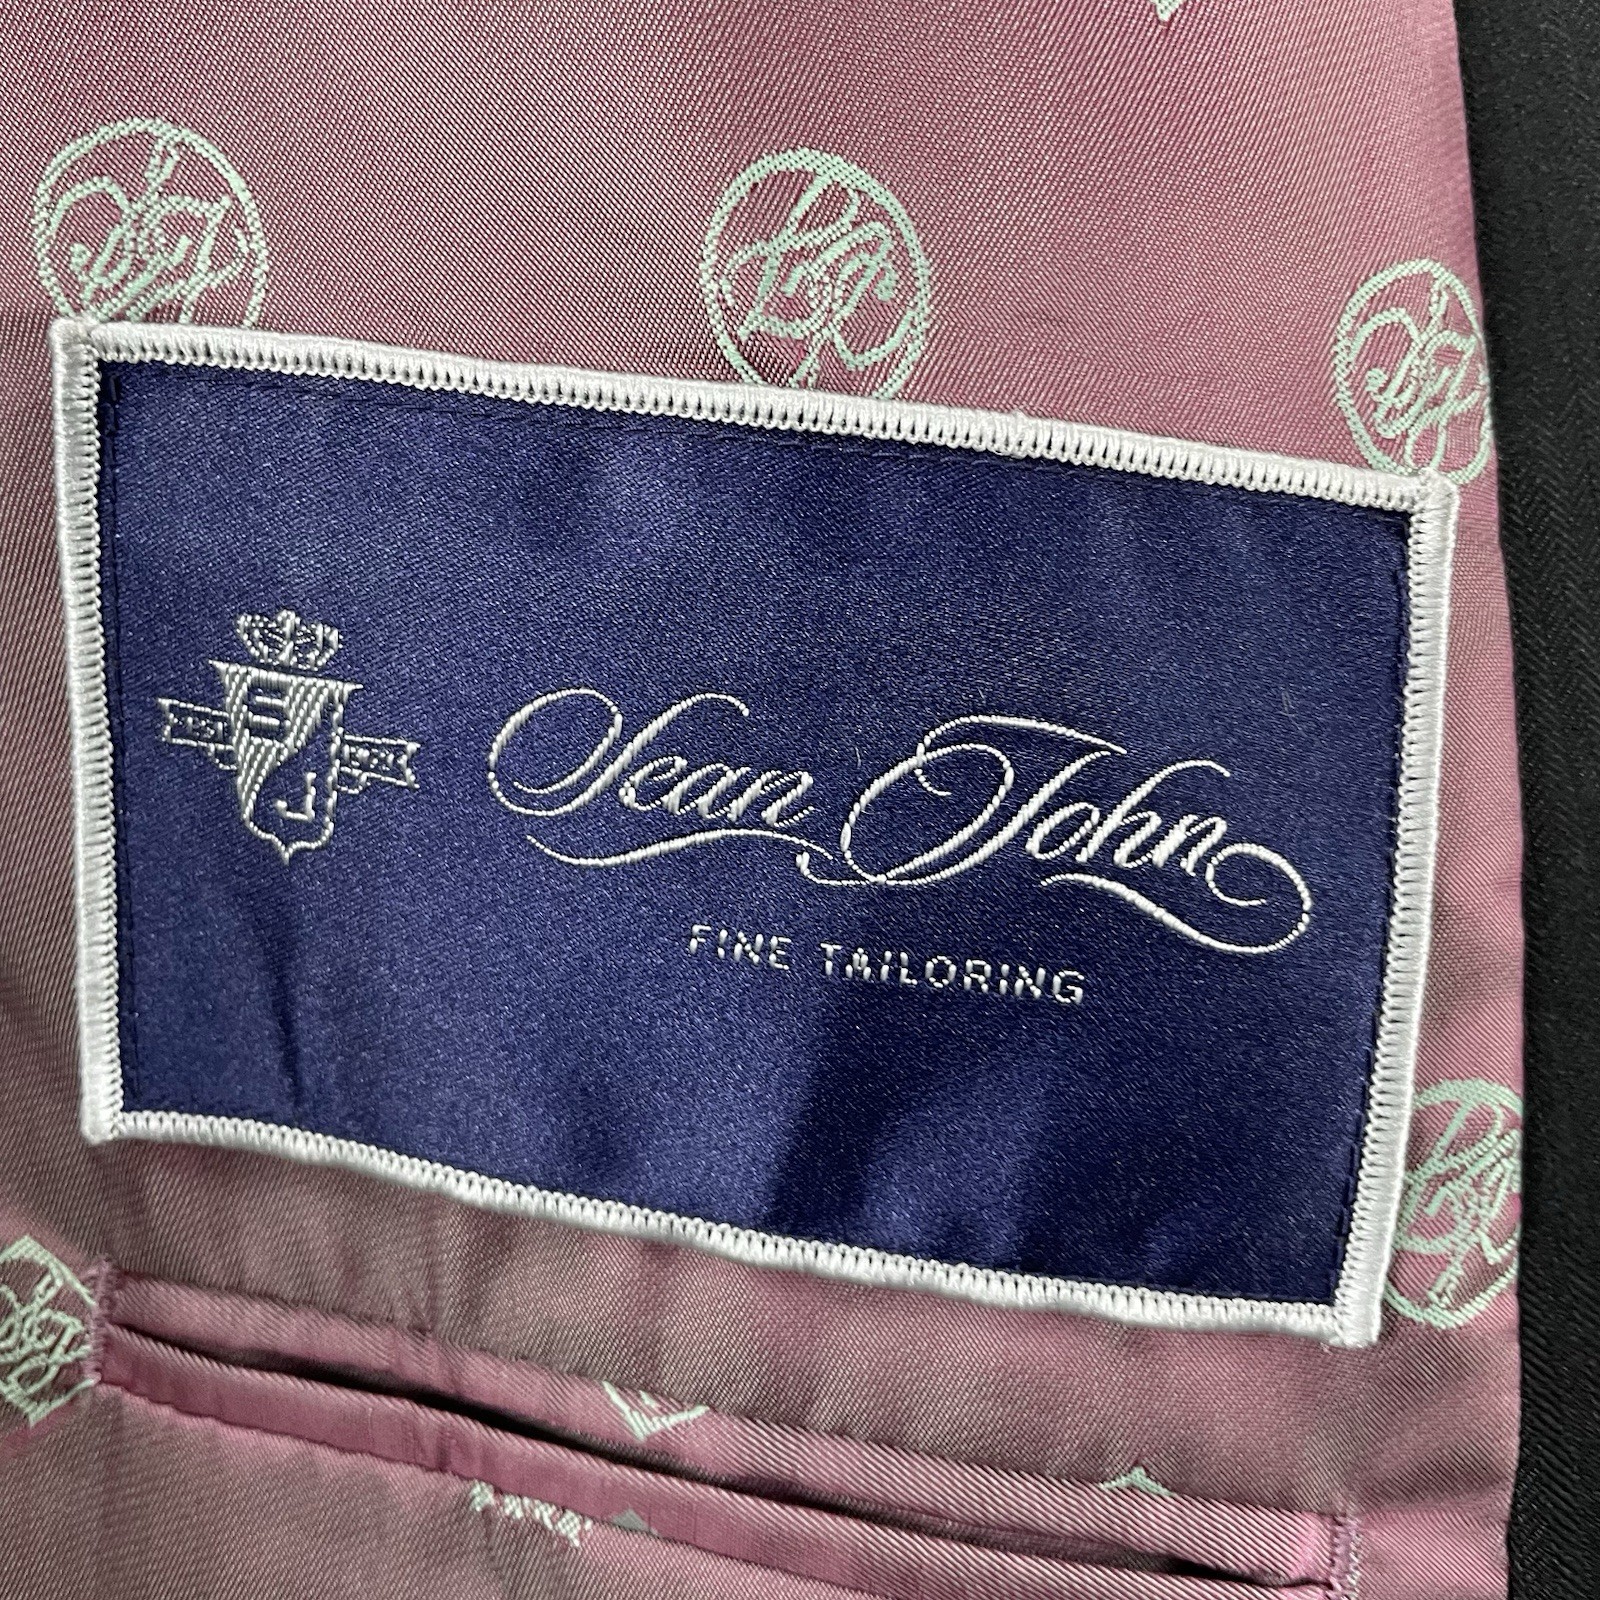 S
J
Sean John
FINE TAILORING